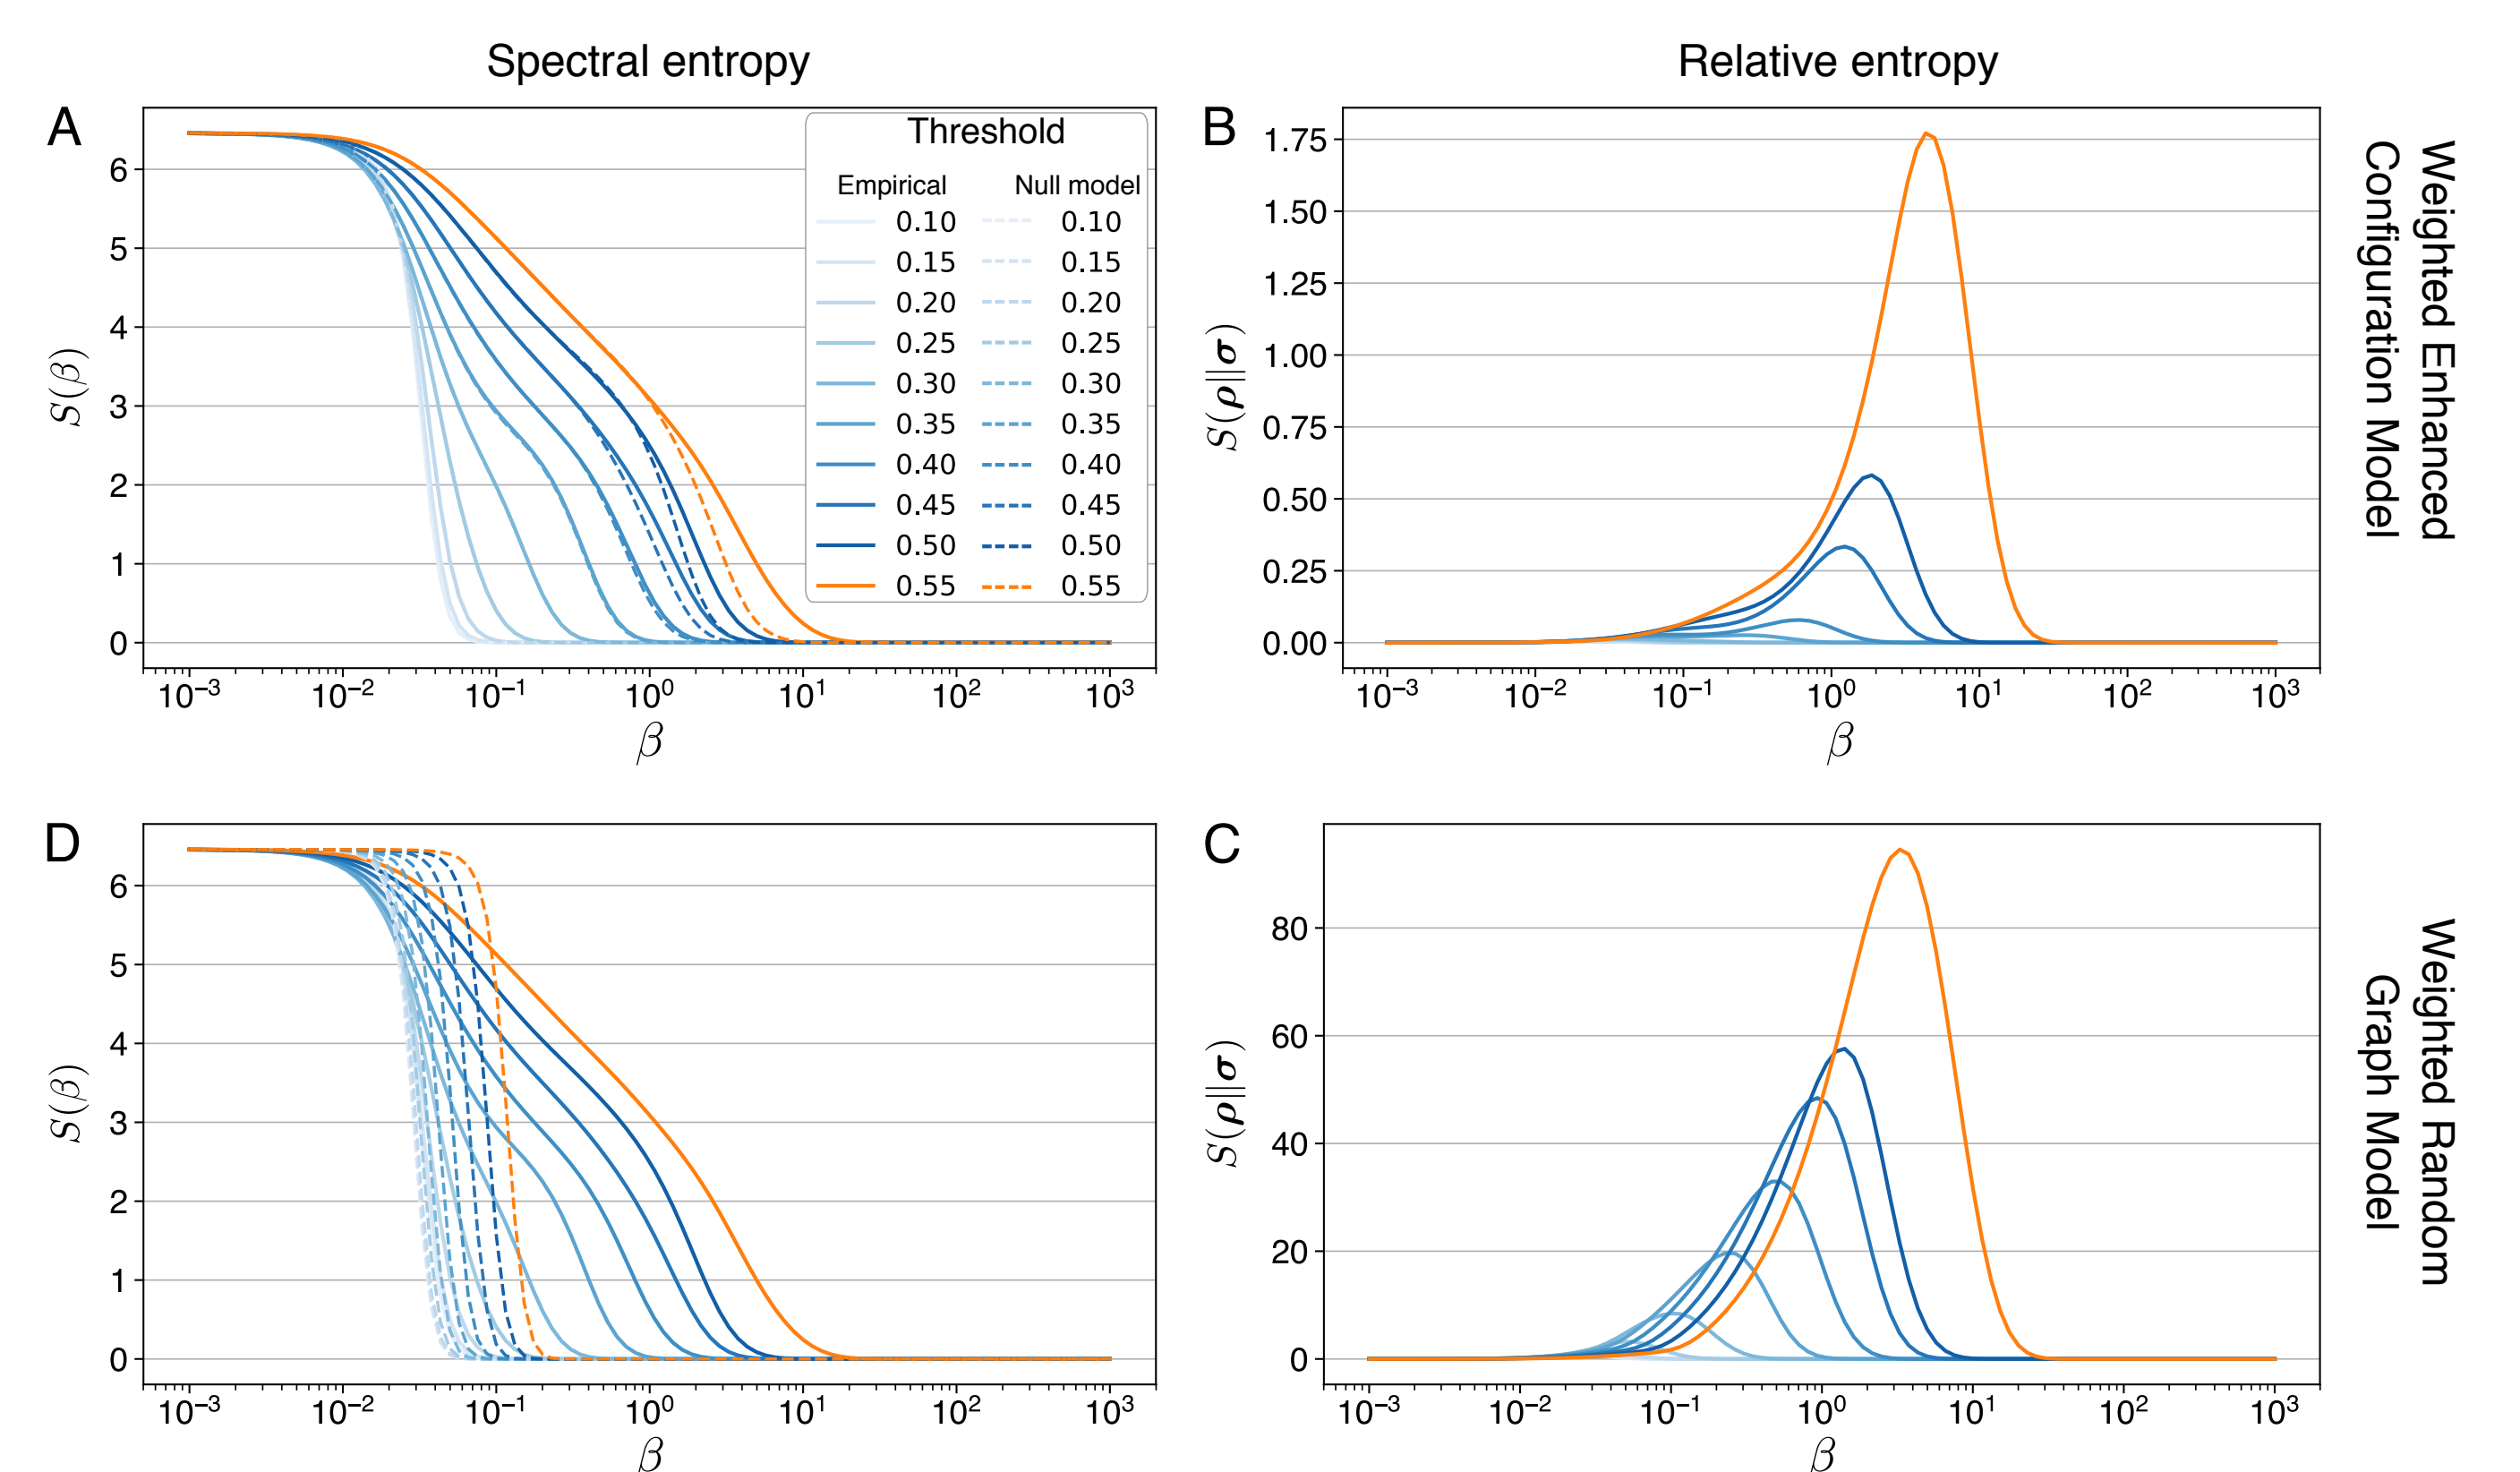 Spectral entropy
Relative entropy
A
S(β)
6
5
4
3
2
1
0
10⁻³ 10⁻² 10⁻¹ 10⁰ 10¹ 10² 10³
β
Threshold
Empirical Null model
0.10 0.10
0.15 0.15
0.20 0.20
0.25 0.25
0.30 0.30
0.35 0.35
0.40 0.40
0.45 0.45
0.50 0.50
0.55 0.55
B
S(ρ||σ)
1.75
1.50
1.25
1.00
0.75
0.50
0.25
0.00
10⁻³ 10⁻² 10⁻¹ 10⁰ 10¹ 10² 10³
β
Weighted Enhanced
Configuration Model
D
S(β)
6
5
4
3
2
1
0
10⁻³ 10⁻² 10⁻¹ 10⁰ 10¹ 10² 10³
β
C
S(ρ||σ)
80
60
40
20
0
10⁻³ 10⁻² 10⁻¹ 10⁰ 10¹ 10² 10³
β
Weighted Random
Graph Model